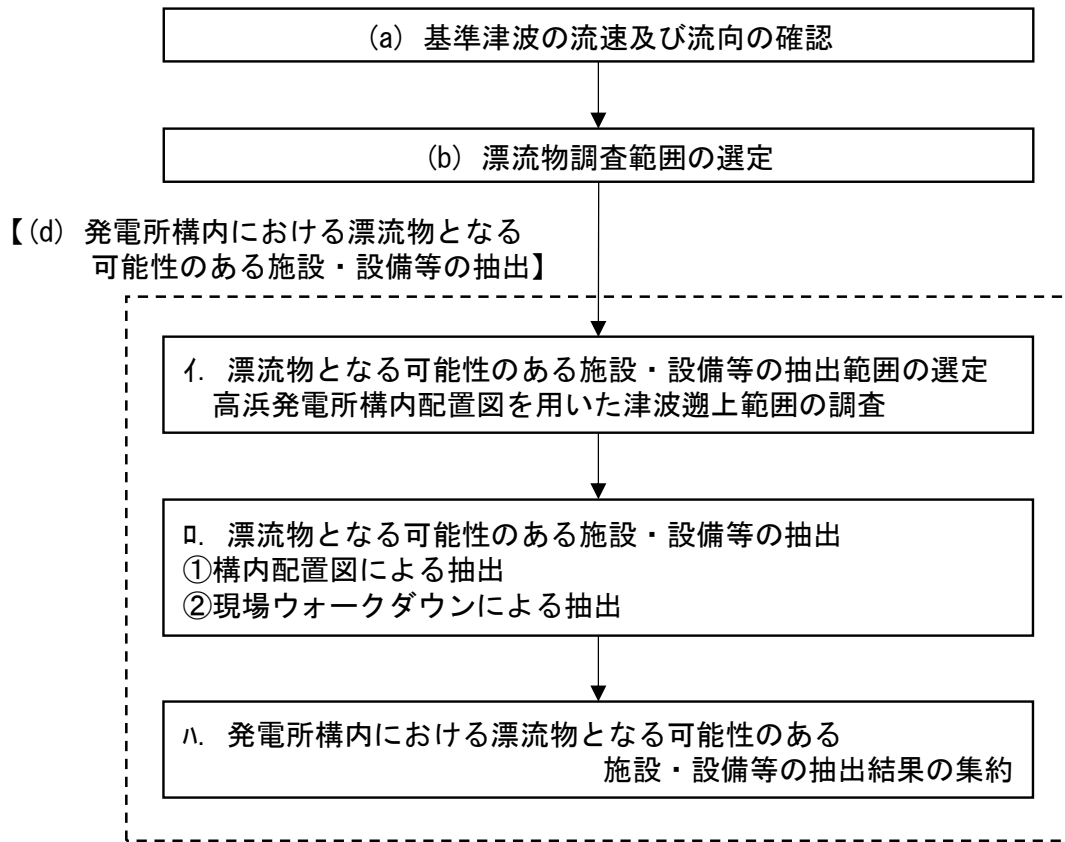 (a) 基準津波の流速及び流向の確認
(b) 漂流物調査範囲の選定
【(d) 発電所構内における漂流物となる
可能性のある施設・設備等の抽出】
ｲ. 漂流物となる可能性のある施設・設備等の抽出範囲の選定
高浜発電所構内配置図を用いた津波遡上範囲の調査
ﾛ. 漂流物となる可能性のある施設・設備等の抽出
①構内配置図による抽出
②現場ウォークダウンによる抽出
ﾊ. 発電所構内における漂流物となる可能性のある
施設・設備等の抽出結果の集約